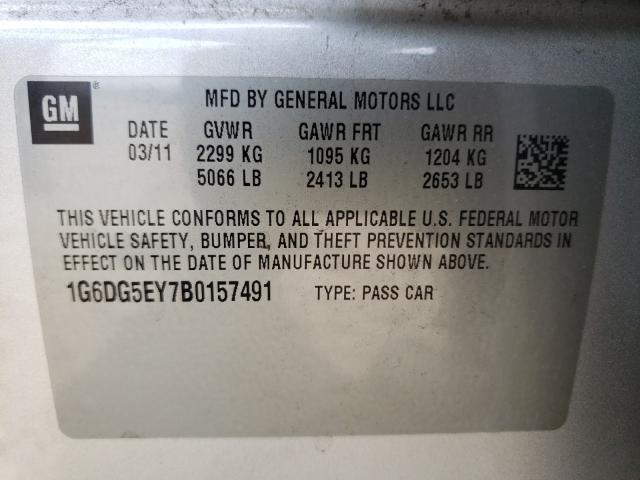 GM ®
MFD BY GENERAL MOTORS LLC
DATE GVWR GAWR FRT GAWR RR
03/11 2299 KG 1095 KG 1204 KG
5066 LB 2413 LB 2653 LB
THIS VEHICLE CONFORMS TO ALL APPLICABLE U.S. FEDERAL MOTOR
VEHICLE SAFETY, BUMPER, AND THEFT PREVENTION STANDARDS IN
EFFECT ON THE DATE OF MANUFACTURE SHOWN ABOVE.
1G6DG5EY7B0157491 TYPE: PASS CAR